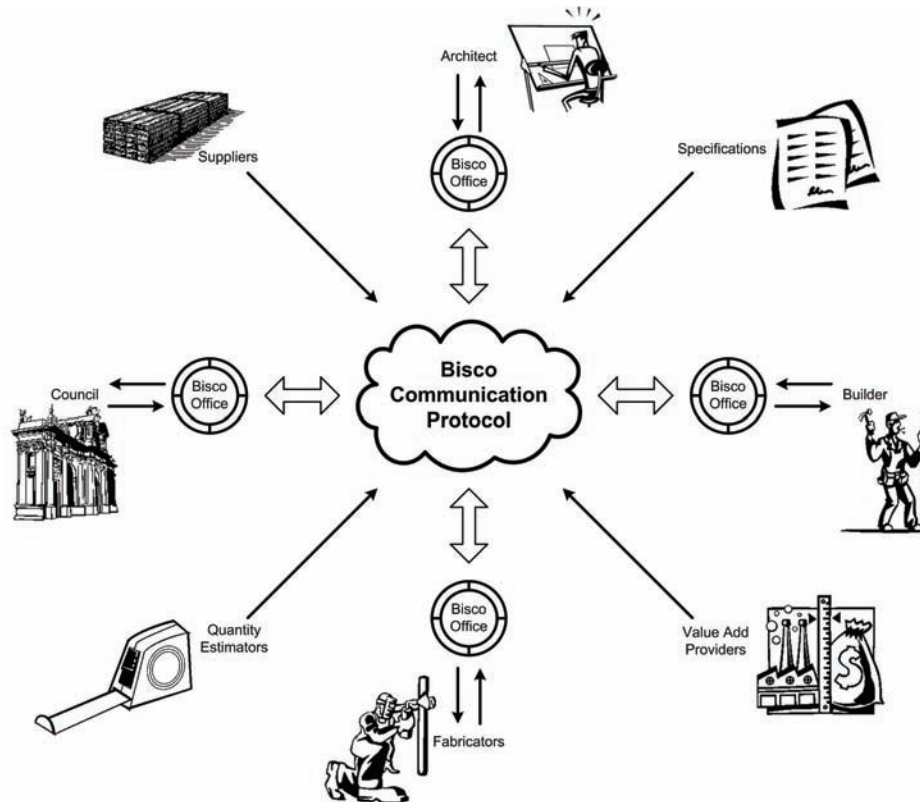 Architect
Suppliers
Bisco
Office
Specifications
Council
Bisco
Office
Bisco
Communication
Protocol
Bisco
Office
Builder
Quantity
Estimators
Bisco
Office
Value Add
Providers
$
Fabricators